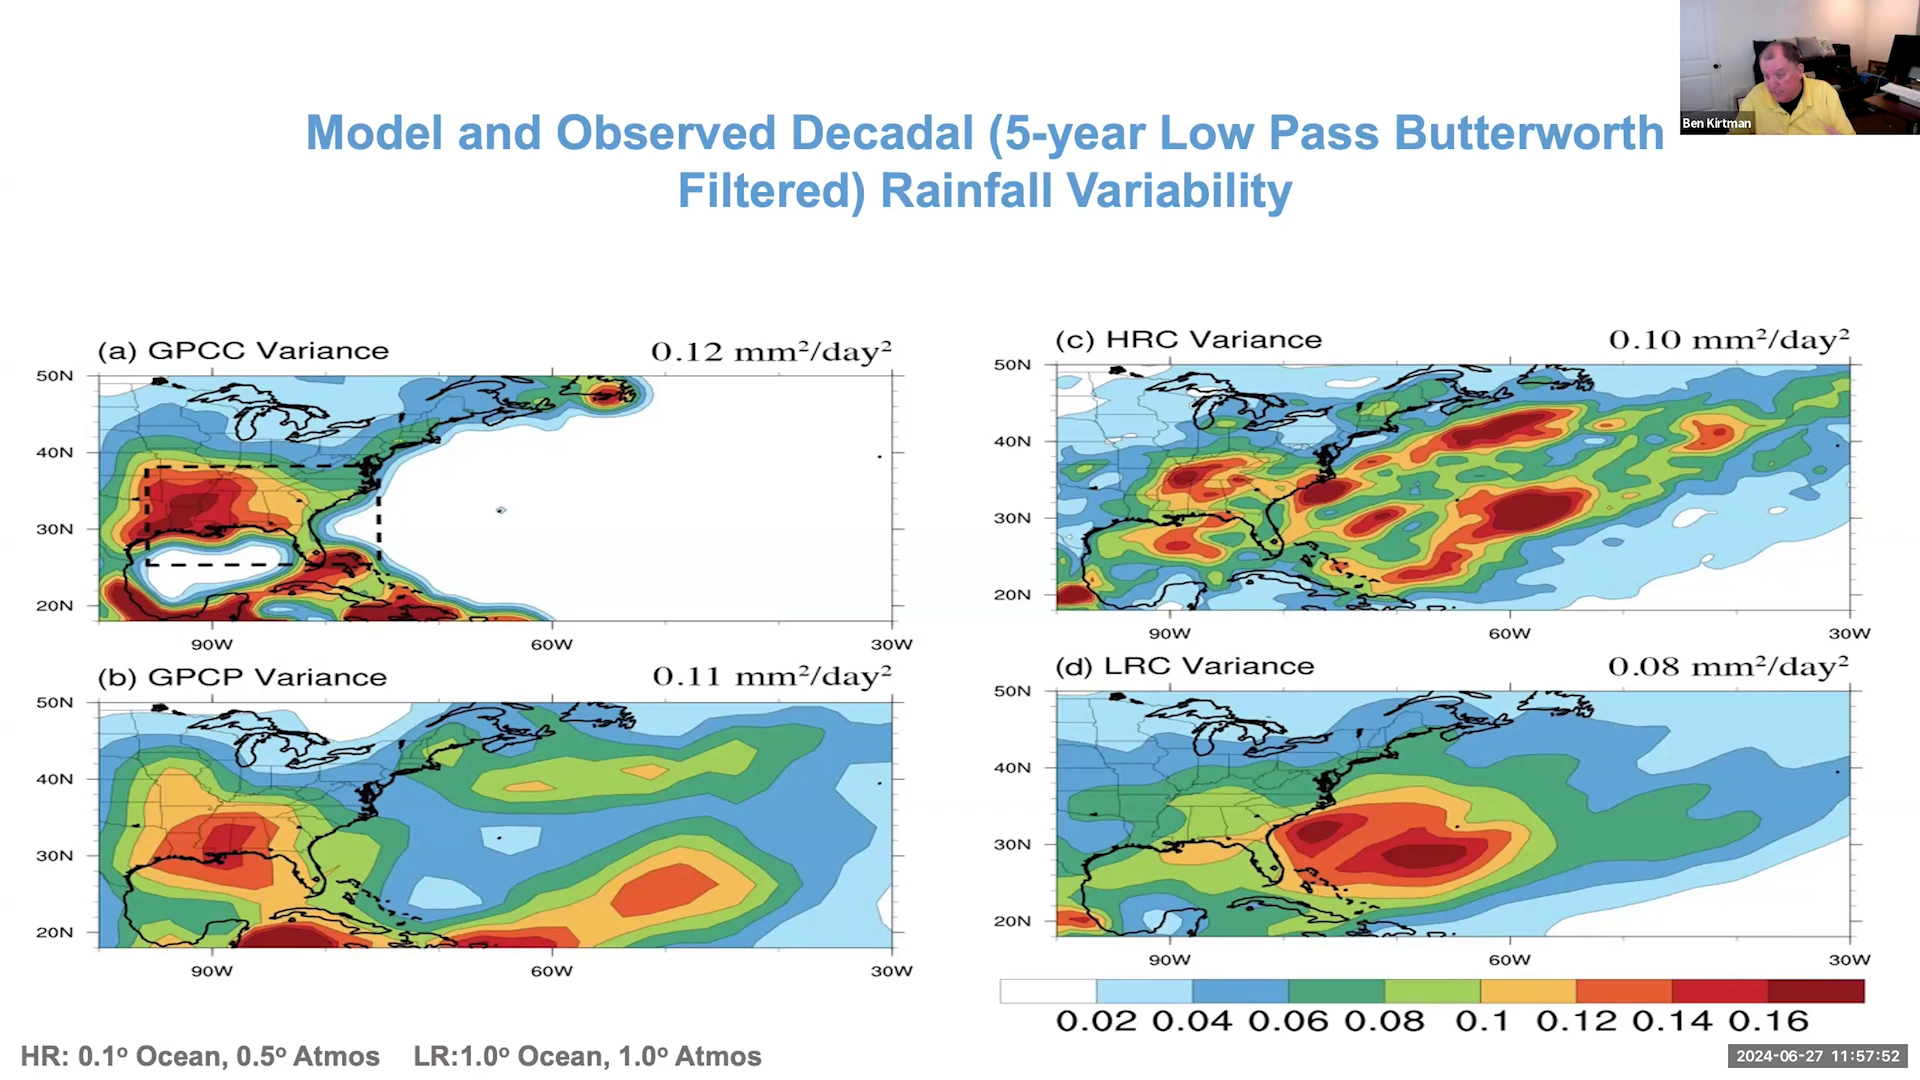 Model and Observed Decadal (5-year Low Pass Butterworth
Filtered) Rainfall Variability
Ben Kirtman
(a) GPCC Variance 0.12 mm²/day²
50N
40N
30N
20N
90W 60W 30W
(b) GPCP Variance 0.11 mm²/day²
50N
40N
30N
20N
90W 60W 30W
(c) HRC Variance 0.10 mm²/day²
50N
40N
30N
20N
90W 60W 30W
(d) LRC Variance 0.08 mm²/day²
50N
40N
30N
20N
90W 60W 30W
0.02 0.04 0.06 0.08 0.1 0.12 0.14 0.16
HR: 0.1º Ocean, 0.5º Atmos LR:1.0º Ocean, 1.0º Atmos
2024-06-27 11:57:52